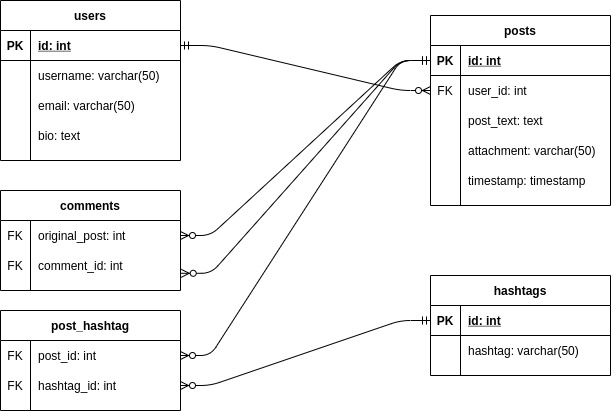 users
PK id: int
username: varchar(50)
email: varchar(50)
bio: text
posts
PK id: int
FK user_id: int
post_text: text
attachment: varchar(50)
timestamp: timestamp
comments
FK original_post: int
FK comment_id: int
post_hashtag
FK post_id: int
FK hashtag_id: int
hashtags
PK id: int
hashtag: varchar(50)